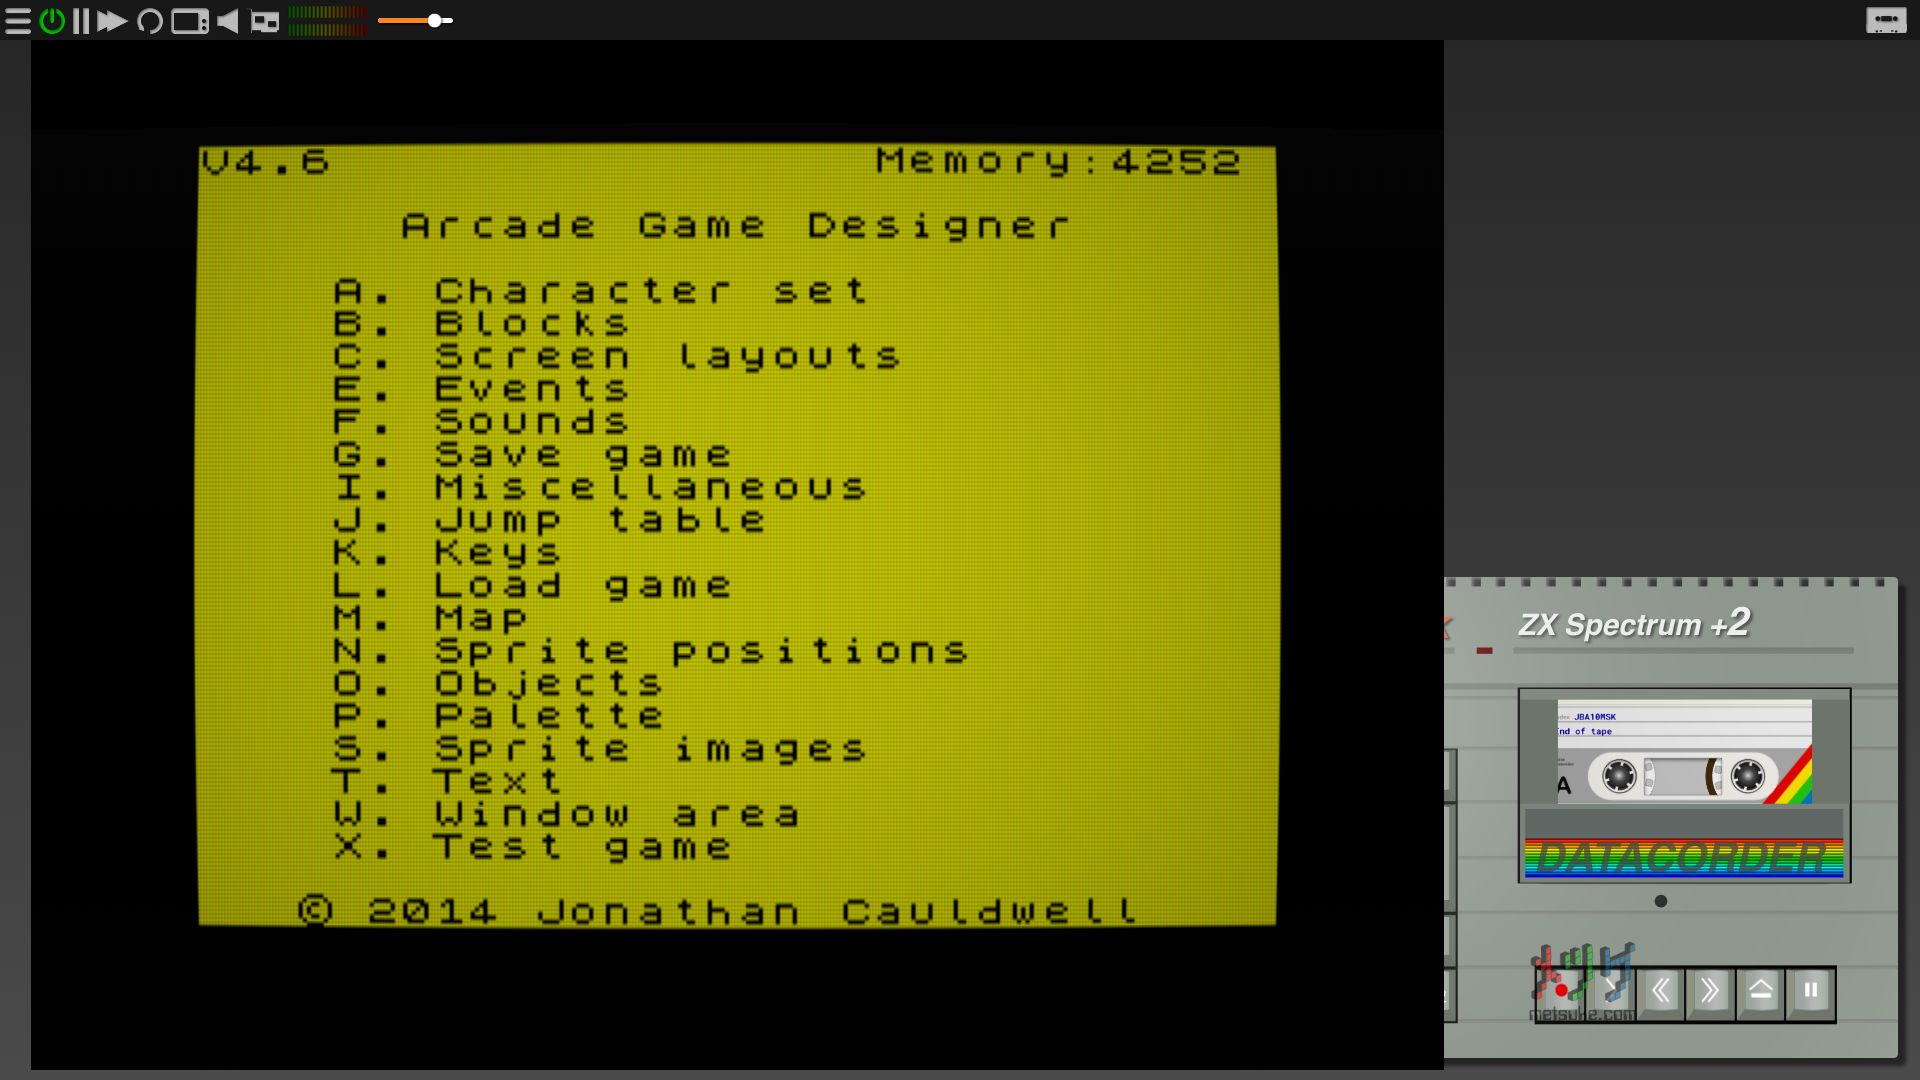 V4.6 Memory:4252
Arcade Game Designer
A. Character set
B. Blocks
C. Screen layouts
E. Events
F. Sounds
G. Save game
I. Miscellaneous
J. Jump table
K. Keys
L. Load game
M. Map
N. Sprite positions
O. Objects
P. Palette
S. Sprite images
T. Text
W. Window area
X. Test game
© 2014 Jonathan Cauldwell
ZX Spectrum +2
JBA10MSK
End of tape
A
DATACORDER
metsuke.com